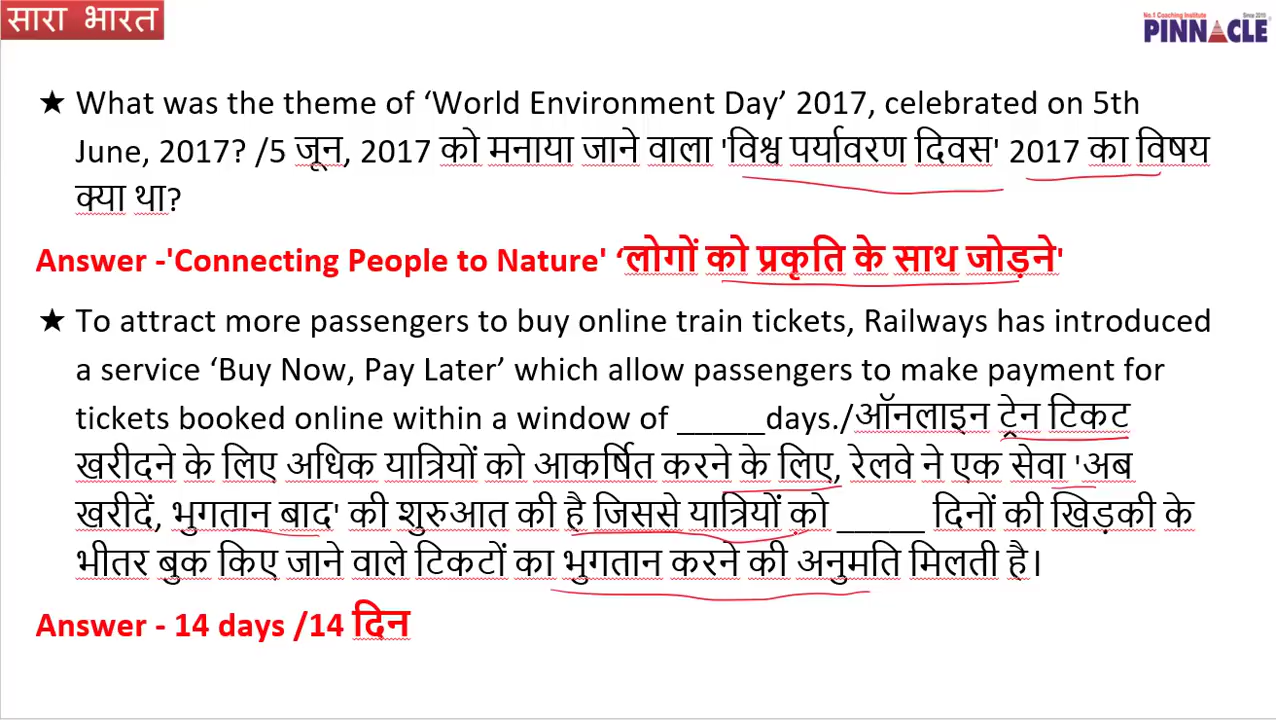 सारा भारत
No.1 Coaching Institute Since 2010
PINNACLE
★ What was the theme of ‘World Environment Day’ 2017, celebrated on 5th
June, 2017? /5 जून, 2017 को मनाया जाने वाला 'विश्व पर्यावरण दिवस' 2017 का विषय
क्या था?
Answer -'Connecting People to Nature' ‘लोगों को प्रकृति के साथ जोड़ने'
★ To attract more passengers to buy online train tickets, Railways has introduced
a service ‘Buy Now, Pay Later’ which allow passengers to make payment for
tickets booked online within a window of _____days./ऑनलाइन ट्रेन टिकट
खरीदने के लिए अधिक यात्रियों को आकर्षित करने के लिए, रेलवे ने एक सेवा 'अब
खरीदें, भुगतान बाद' की शुरुआत की है जिससे यात्रियों को _____ दिनों की खिड़की के
भीतर बुक किए जाने वाले टिकटों का भुगतान करने की अनुमति मिलती है।
Answer - 14 days /14 दिन